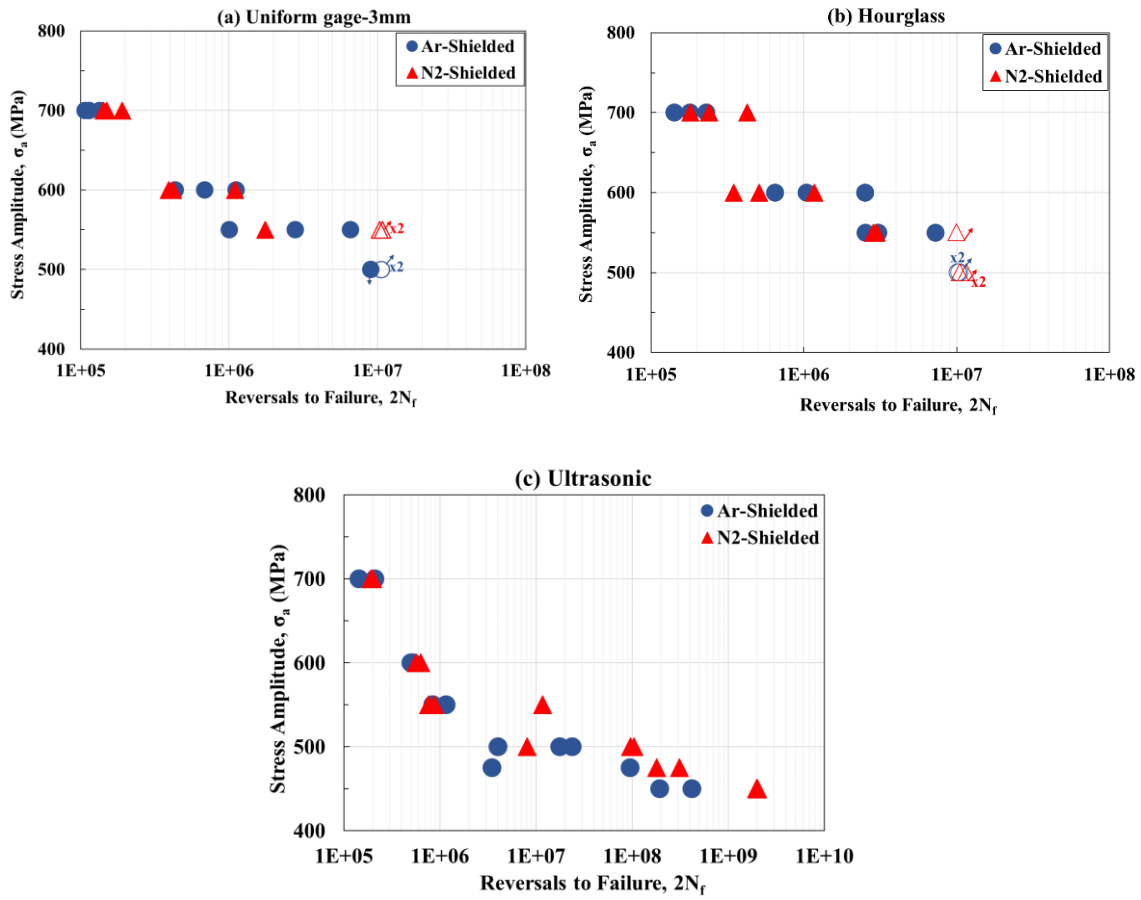 (a) Uniform gage-3mm
Ar-Shielded
N2-Shielded
Stress Amplitude, σa (MPa)
800
700
600
500
400
x2
x2
1E+05 1E+06 1E+07 1E+08
Reversals to Failure, 2Nf
(b) Hourglass
Ar-Shielded
N2-Shielded
Stress Amplitude, σa (MPa)
800
700
600
500
400
x2
x2
1E+05 1E+06 1E+07 1E+08
Reversals to Failure, 2Nf
(c) Ultrasonic
Ar-Shielded
N2-Shielded
Stress Amplitude, σa (MPa)
800
700
600
500
400
1E+05 1E+06 1E+07 1E+08 1E+09 1E+10
Reversals to Failure, 2Nf